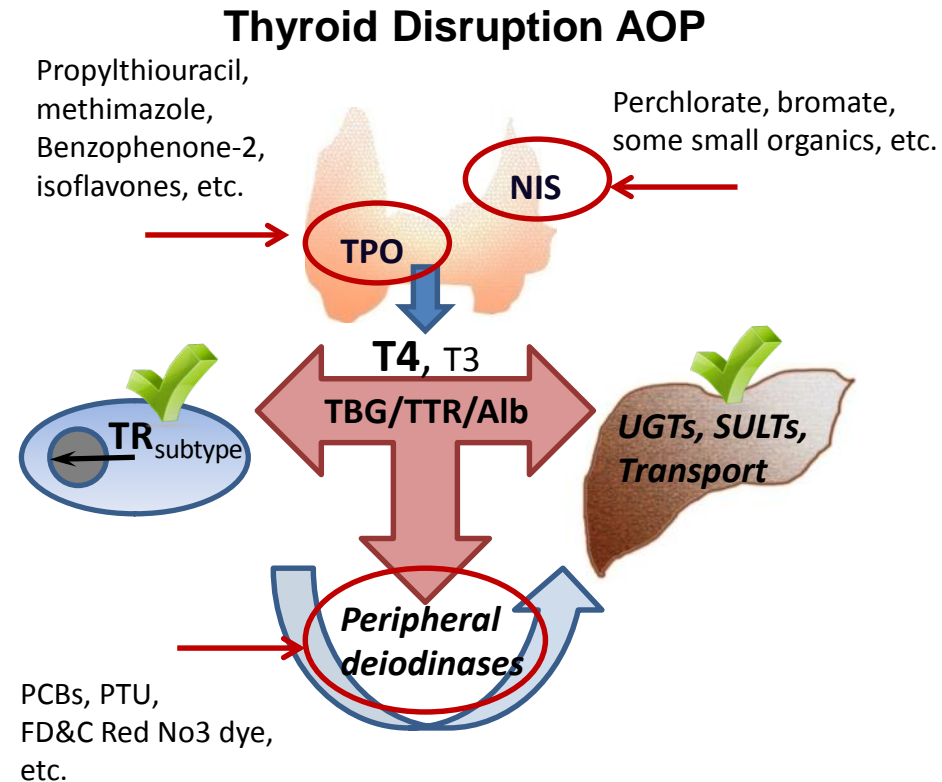 Thyroid Disruption AOP
Propylthiouracil,
methimazole,
Benzophenone-2,
isoflavones, etc.
Perchlorate, bromate,
some small organics, etc.
NIS
TPO
T4, T3
TBG/TTR/Alb
TRsubtype
UGTs, SULTs,
Transport
Peripheral
deiodinases
PCBs, PTU,
FD&C Red No3 dye,
etc.